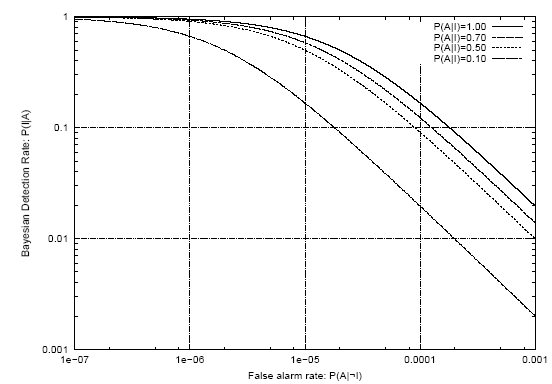 1
P(A|I)=1.00
P(A|I)=0.70
P(A|I)=0.50
P(A|I)=0.10
0.1
Bayesian Detection Rate: P(I|A)
0.01
0.001
1e-07 1e-06 1e-05 0.0001 0.001
False alarm rate: P(A|¬I)